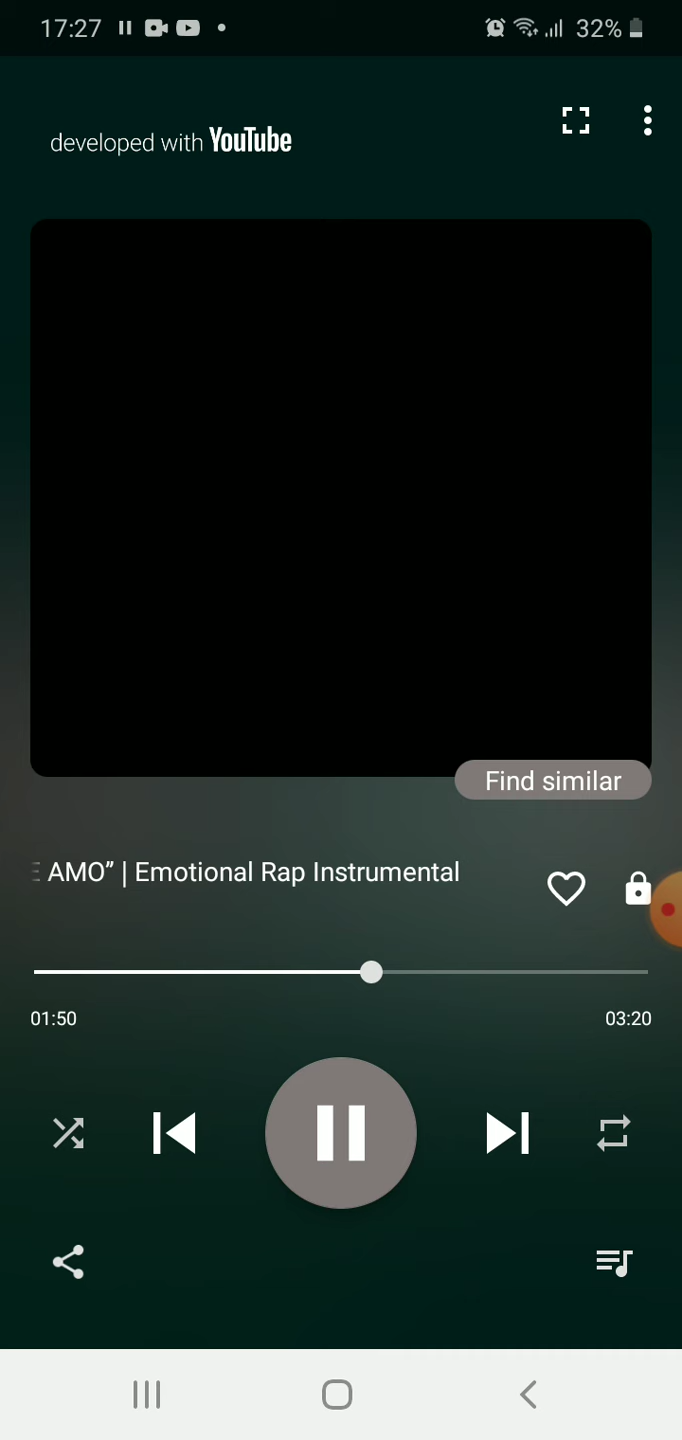 17:27
32%
developed with YouTube
Find similar
AMO” | Emotional Rap Instrumental
01:50
03:20